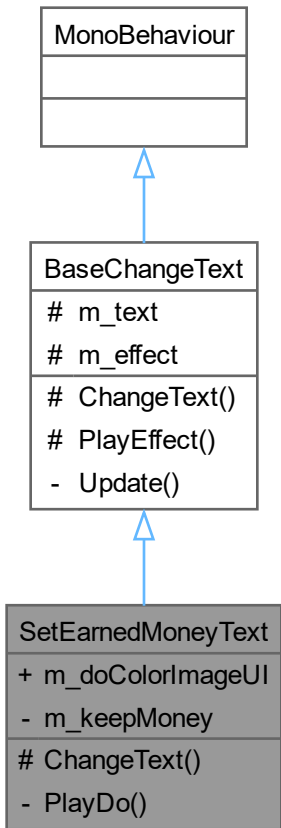 MonoBehaviour
BaseChangeText
# m_text
# m_effect
# ChangeText()
# PlayEffect()
- Update()
SetEarnedMoneyText
+ m_doColorImageUI
- m_keepMoney
# ChangeText()
- PlayDo()